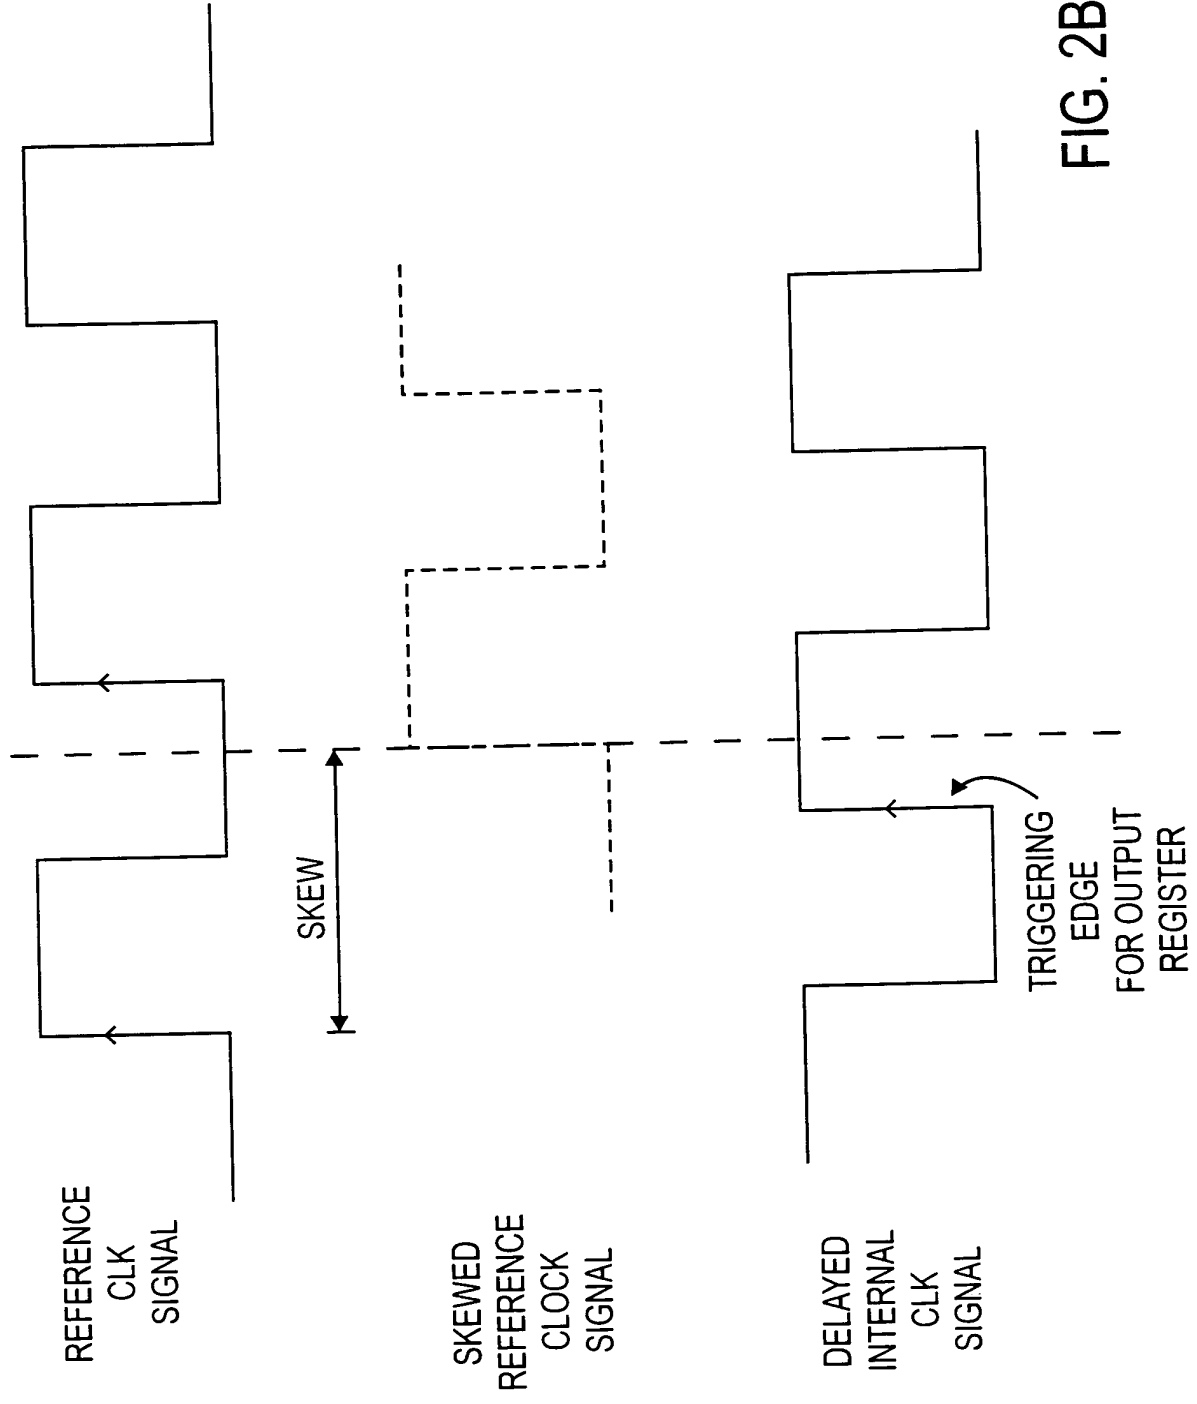 REFERENCE
CLK
SIGNAL
SKEW
SKEWED
REFERENCE
CLOCK
SIGNAL
DELAYED
INTERNAL
CLK
SIGNAL
TRIGGERING
EDGE
FOR OUTPUT
REGISTER
FIG. 2B